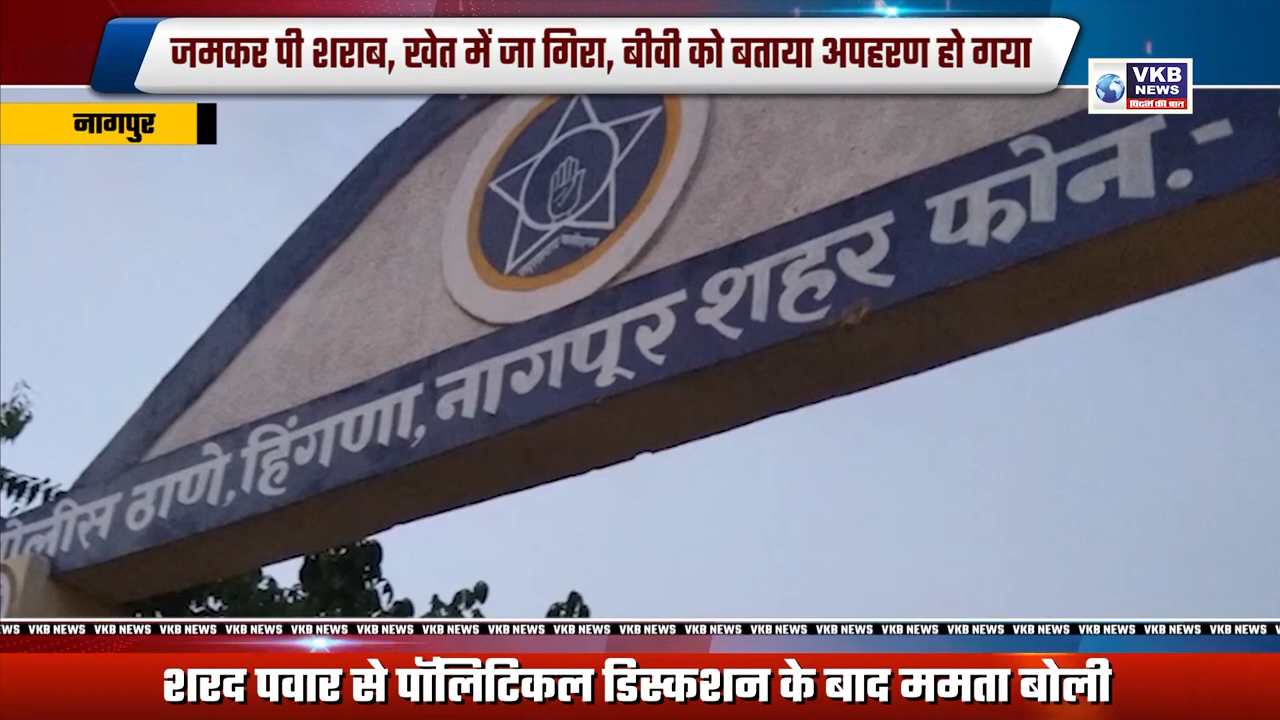 जमकर पी शराब, खेत में जा गिरा, बीवी को बताया अपहरण हो गया
VKB
NEWS
विदर्भ की बात
नागपुर
पोलीस ठाणे, हिंगणा, नागपूर शहर फोन.-
VKB NEWS VKB NEWS VKB NEWS VKB NEWS VKB NEWS VKB NEWS VKB NEWS VKB NEWS VKB NEWS VKB NEWS VKB NEWS VKB NEWS VKB NEWS VKB NEWS VKB NEWS VKB NEWS VKB NEWS VKB NEWS VKB NEWS
शरद पवार से पॉलिटिकल डिस्कशन के बाद ममता बोली